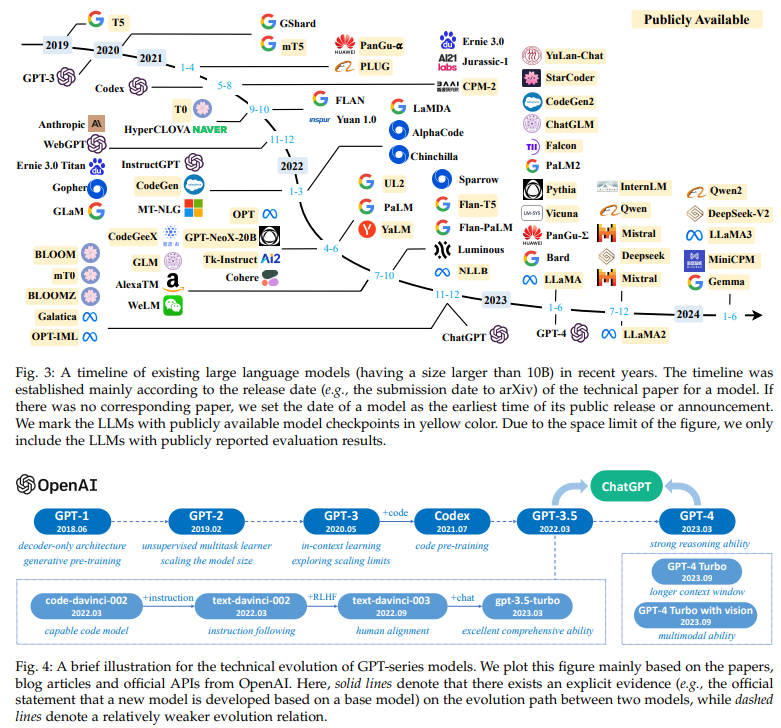 Publicly Available
2019
T5
GShard
mT5
2020
2021
GPT-3
1-4
PanGu-α
HUAWEI
PLUG
Ernie 3.0
Jurassic-1
AI21
labs
Codex
5-8
CPM-2
BAAI
T0
9-10
FLAN
inspur Yuan 1.0
HyperCLOVA NAVER
Anthropic
WebGPT
11-12
Ernie 3.0 Titan
InstructGPT
2022
Gopher
CodeGen
1-3
GLaM
MT-NLG
LaMDA
AlphaCode
Chinchilla
OPT
CodeGeeX
GPT-NeoX-20B
4-6
GLM
Tk-Instruct Ai2
AlexaTM
Cohere
WeLM
UL2
PaLM
YaLM
Sparrow
Flan-T5
Flan-PaLM
Luminous
NLLB
7-10
BLOOM
mT0
BLOOMZ
Galatica
OPT-IML
11-12
ChatGPT
2023
YuLan-Chat
StarCoder
CodeGen2
ChatGLM
TII
Falcon
PaLM2
Pythia
LM-SYS
Vicuna
HUAWEI
PanGu-Σ
Bard
LLaMA
1-6
GPT-4
InternLM
Qwen
Mistral
Deepseek
Mixtral
7-12
LLaMA2
2024
Qwen2
DeepSeek-V2
LLaMA3
MiniCPM
Gemma
1-6
Fig. 3: A timeline of existing large language models (having a size larger than 10B) in recent years. The timeline was
established mainly according to the release date (e.g., the submission date to arXiv) of the technical paper for a model. If
there was no corresponding paper, we set the date of a model as the earliest time of its public release or announcement.
We mark the LLMs with publicly available model checkpoints in yellow color. Due to the space limit of the figure, we only
include the LLMs with publicly reported evaluation results.
OpenAI
ChatGPT
GPT-1
2018.06
decoder-only architecture
generative pre-training
GPT-2
2019.02
unsupervised multitask learner
scaling the model size
GPT-3
2020.05
in-context learning
exploring scaling limits
+code
Codex
2021.07
code pre-training
GPT-3.5
2022.03
GPT-4
2023.03
strong reasoning ability
code-davinci-002
2022.03
capable code model
+instruction
text-davinci-002
2022.03
instruction following
+RLHF
text-davinci-003
2022.09
human alignment
+chat
gpt-3.5-turbo
2023.03
excellent comprehensive ability
GPT-4 Turbo
2023.09
longer context window
GPT-4 Turbo with vision
2023.09
multimodal ability
Fig. 4: A brief illustration for the technical evolution of GPT-series models. We plot this figure mainly based on the papers,
blog articles and official APIs from OpenAI. Here, solid lines denote that there exists an explicit evidence (e.g., the official
statement that a new model is developed based on a base model) on the evolution path between two models, while dashed
lines denote a relatively weaker evolution relation.